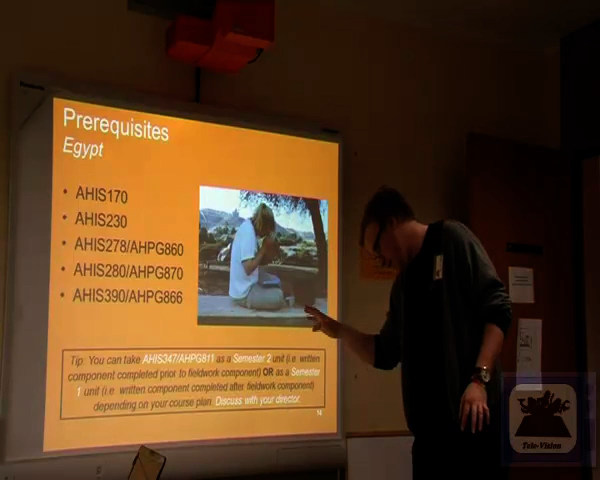 Prerequisites
Egypt
• AHIS170
• AHIS230
• AHIS278/AHPG860
• AHIS280/AHPG870
• AHIS390/AHPG866
Tip: You can take AHIS347/AHPG811 as a Semester 2 unit (i.e. written
component completed prior to fieldwork component) OR as a Semester
1 unit (i.e. written component completed after fieldwork component)
depending on your course plan. Discuss with your director.
14
Tele-Vision